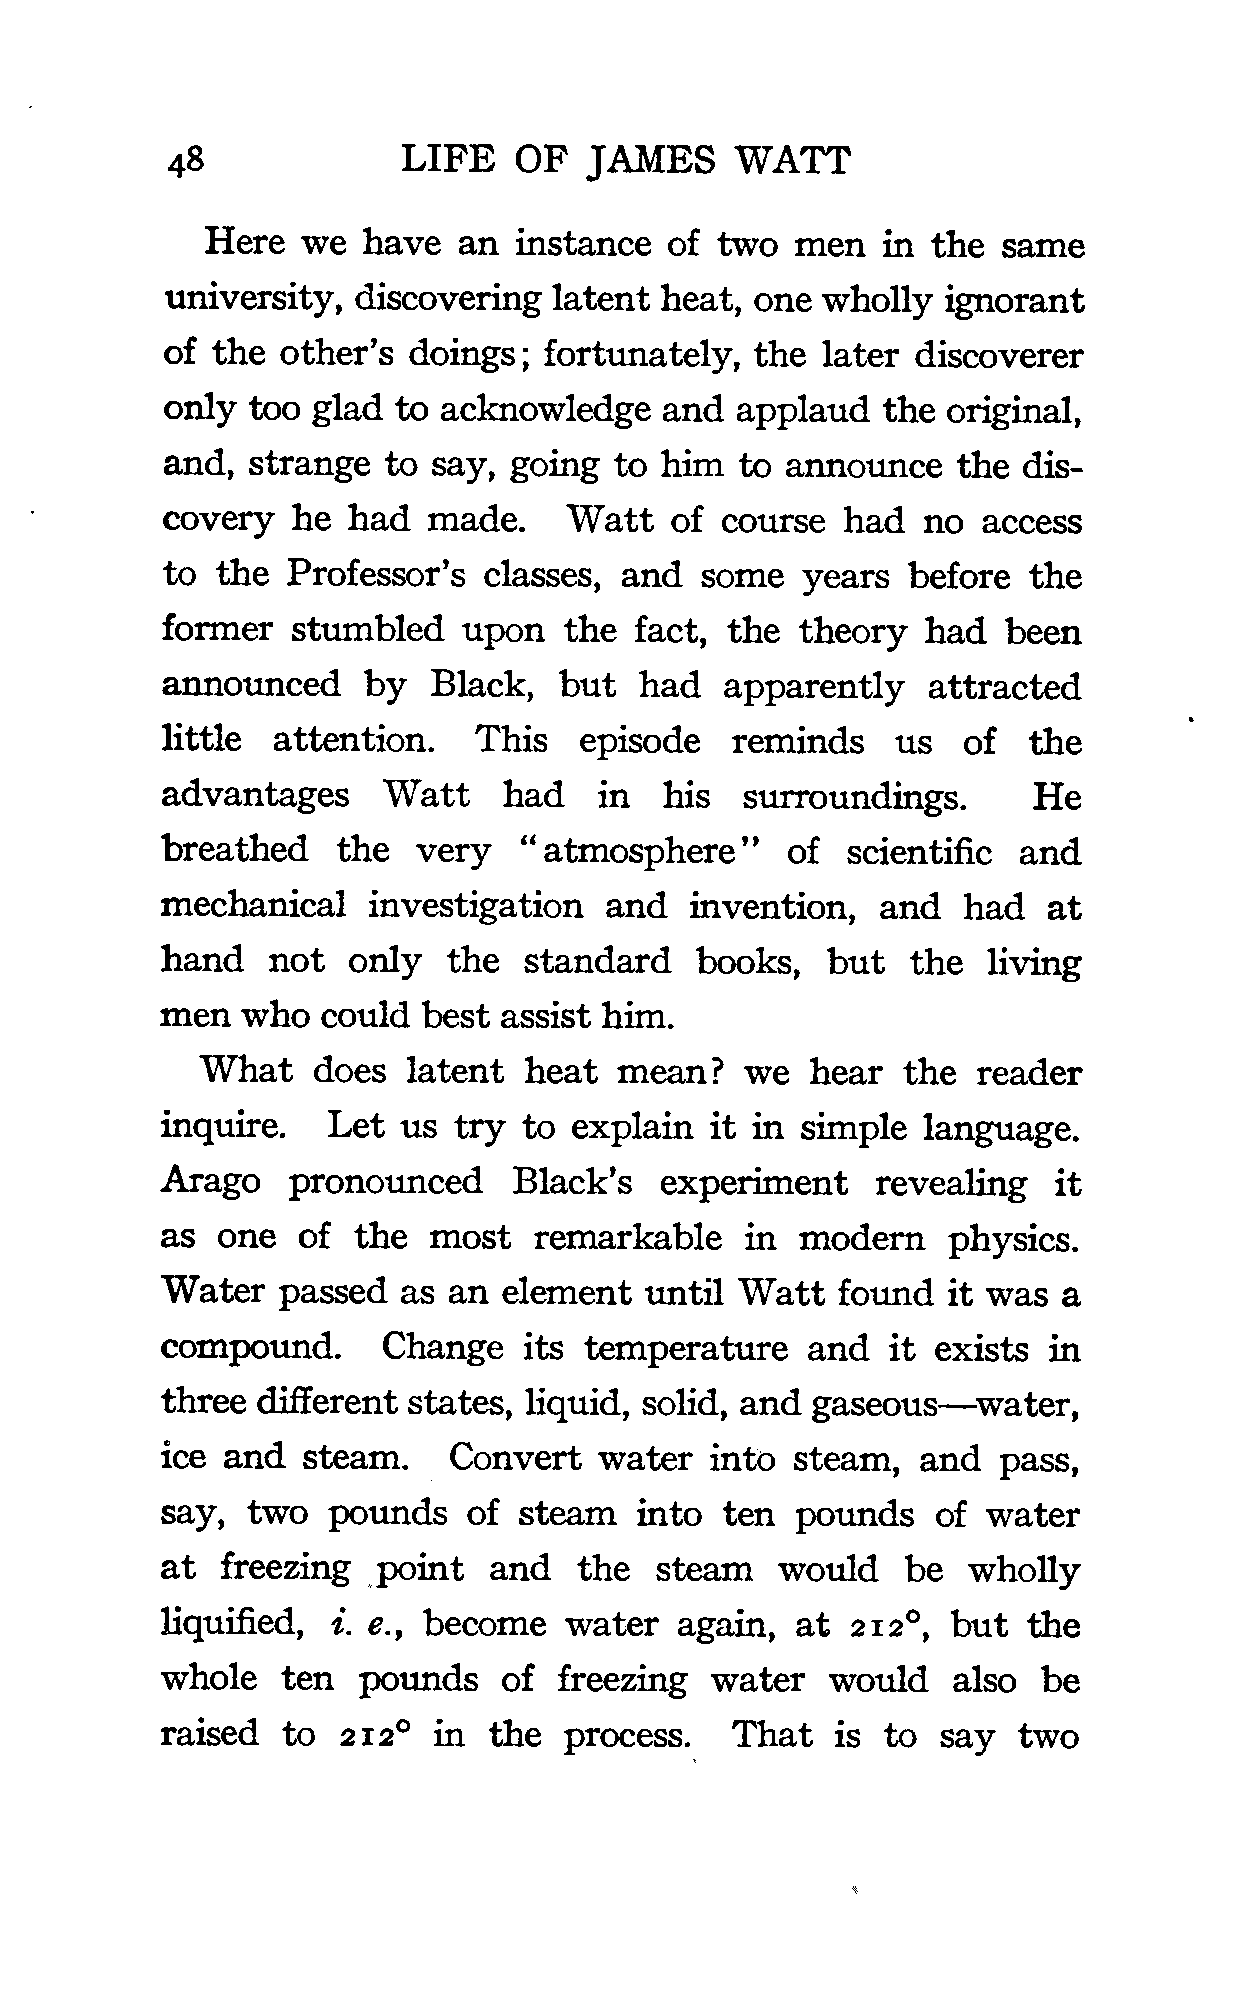 48 LIFE OF JAMES WATT
Here we have an instance of two men in the same
university, discovering latent heat, one wholly ignorant
of the other's doings; fortunately, the later discoverer
only too glad to acknowledge and applaud the original,
and, strange to say, going to him to announce the dis-
covery he had made. Watt of course had no access
to the Professor's classes, and some years before the
former stumbled upon the fact, the theory had been
announced by Black, but had apparently attracted
little attention. This episode reminds us of the
advantages Watt had in his surroundings. He
breathed the very "atmosphere" of scientific and
mechanical investigation and invention, and had at
hand not only the standard books, but the living
men who could best assist him.
What does latent heat mean? we hear the reader
inquire. Let us try to explain it in simple language.
Arago pronounced Black's experiment revealing it
as one of the most remarkable in modern physics.
Water passed as an element until Watt found it was a
compound. Change its temperature and it exists in
three different states, liquid, solid, and gaseous—water,
ice and steam. Convert water into steam, and pass,
say, two pounds of steam into ten pounds of water
at freezing point and the steam would be wholly
liquified, i. e., become water again, at 212°, but the
whole ten pounds of freezing water would also be
raised to 212° in the process. That is to say two